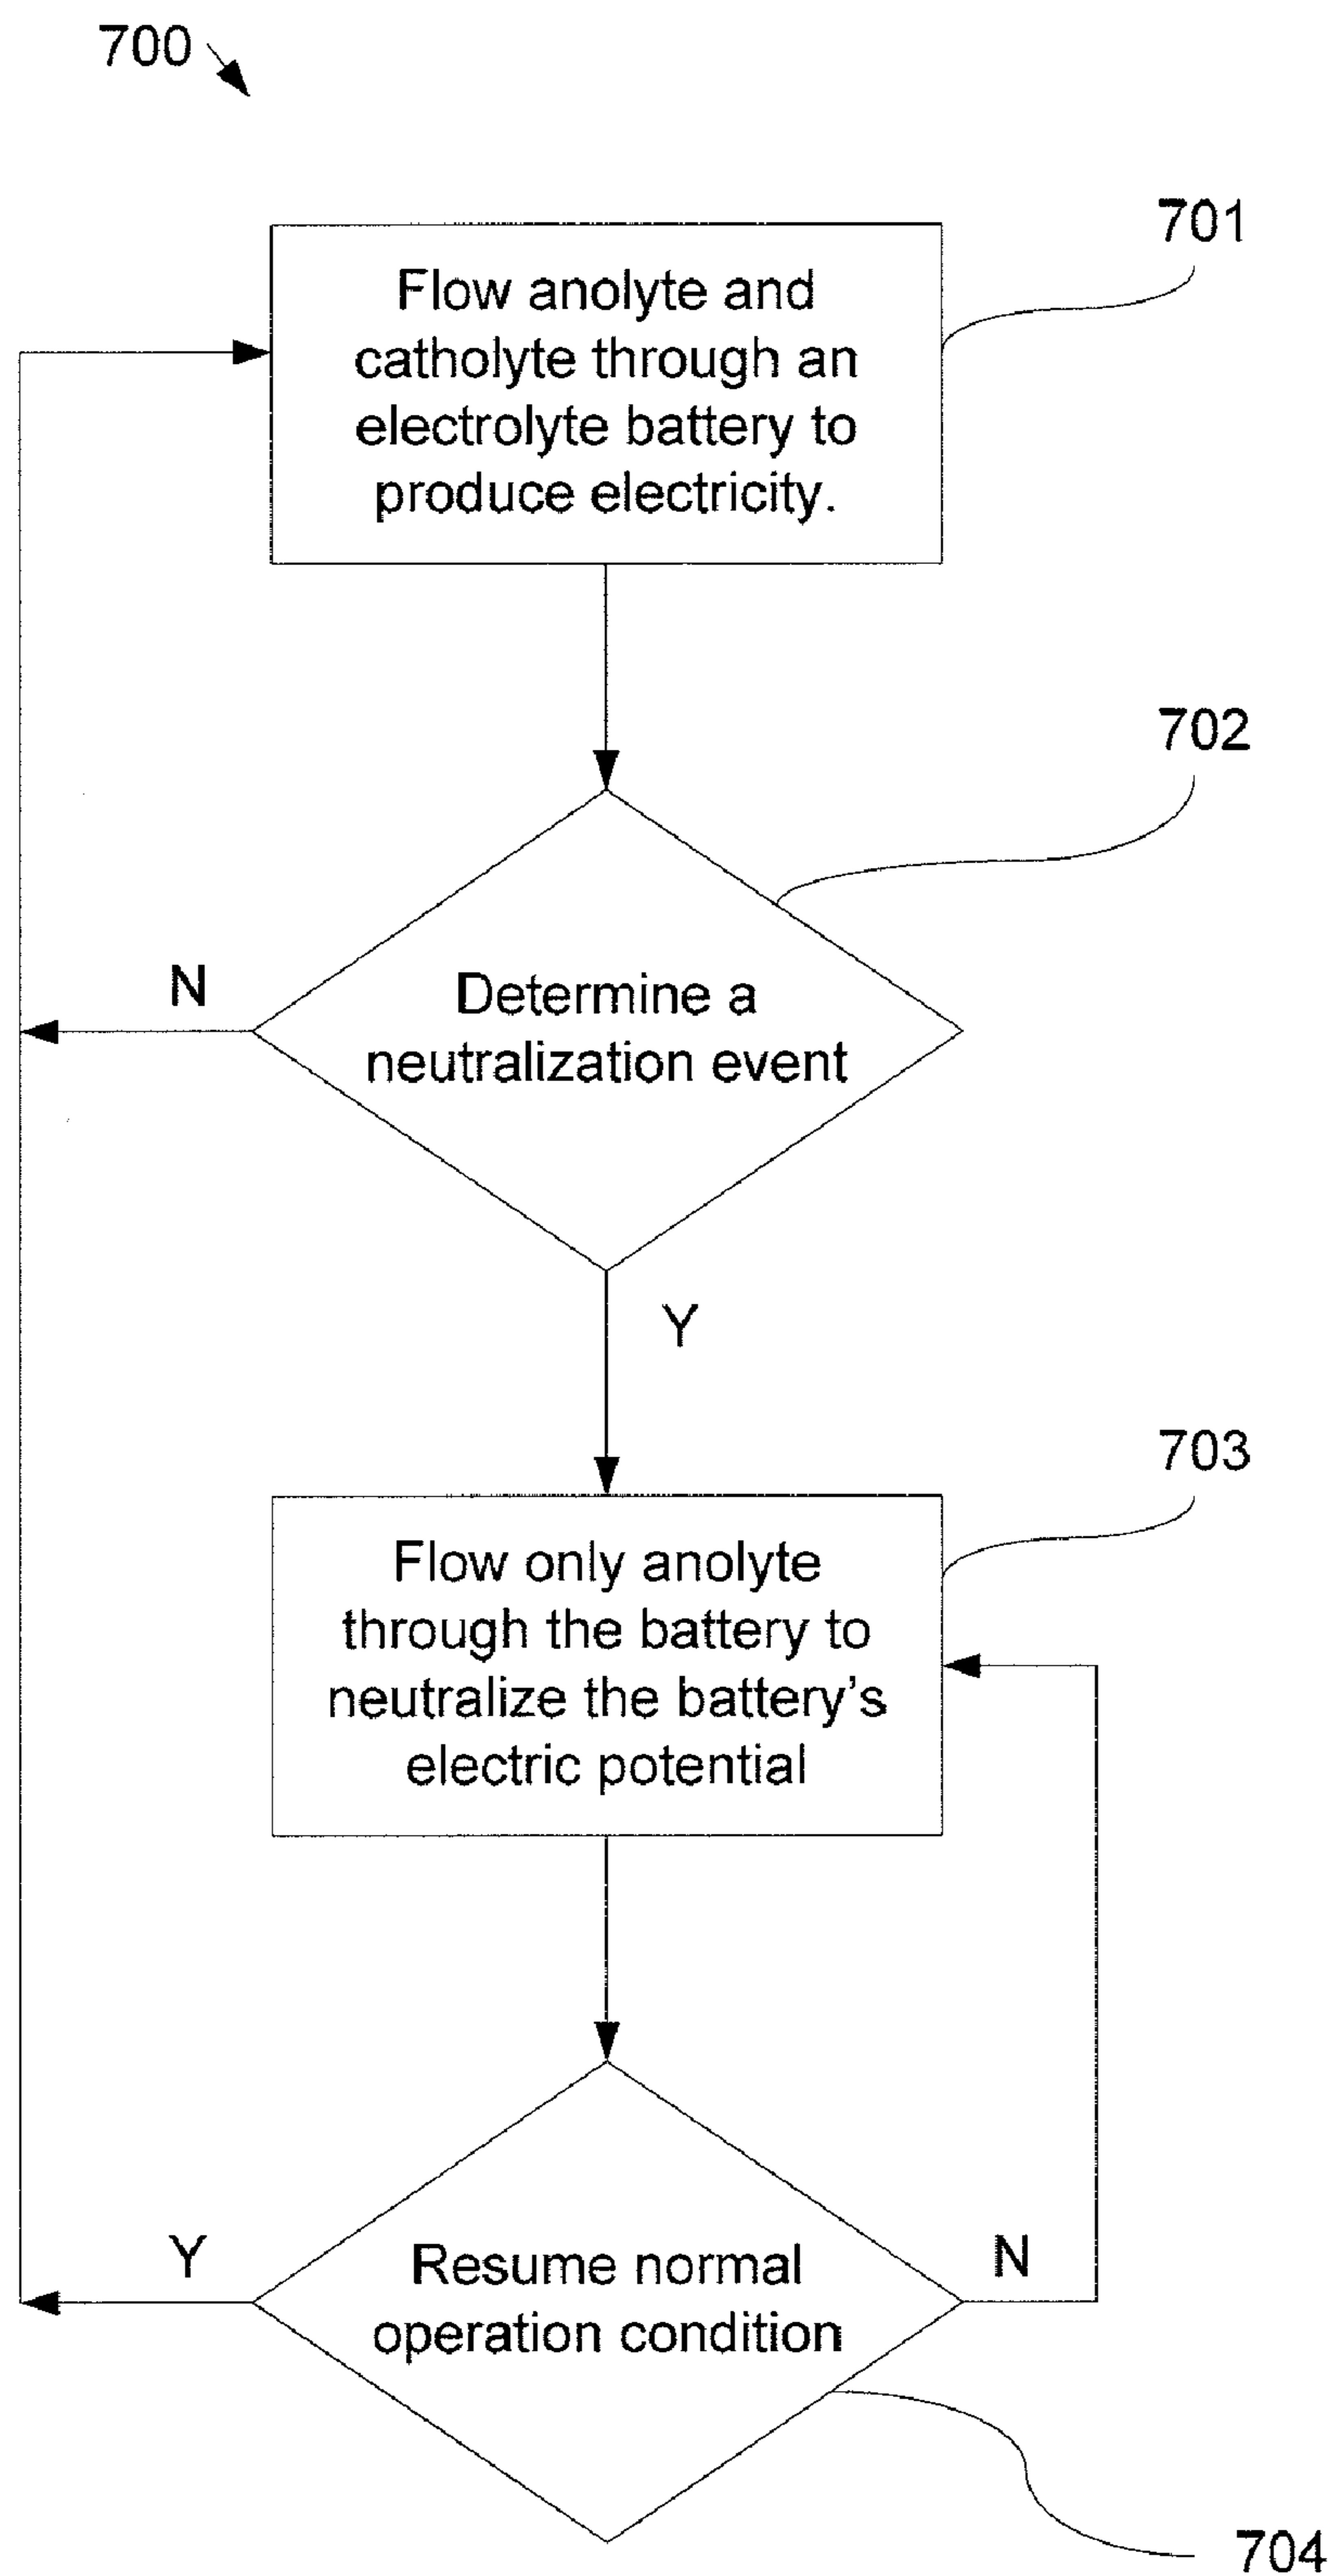 700
701
Flow anolyte and
catholyte through an
electrolyte battery to
produce electricity.
702
N
Determine a
neutralization event
Y
703
Flow only anolyte
through the battery to
neutralize the battery’s
electric potential
Y
Resume normal
operation condition
N
704